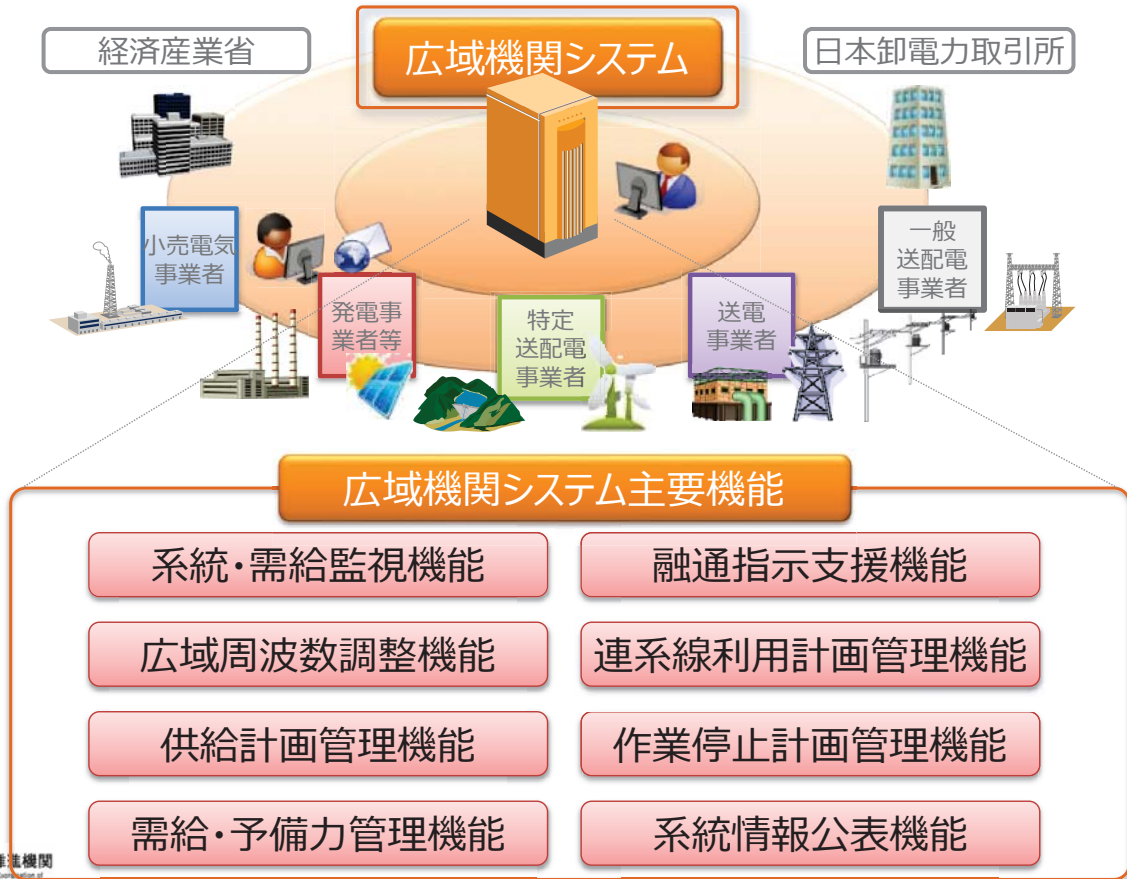 経済産業省
広域機関システム
日本卸電力取引所
小売電気
事業者
発電事
業者等
特定
送配電
事業者
送電
事業者
一般
送配電
事業者
広域機関システム主要機能
系統・需給監視機能
融通指示支援機能
広域周波数調整機能
連系線利用計画管理機能
供給計画管理機能
作業停止計画管理機能
需給・予備力管理機能
系統情報公表機能
進機関